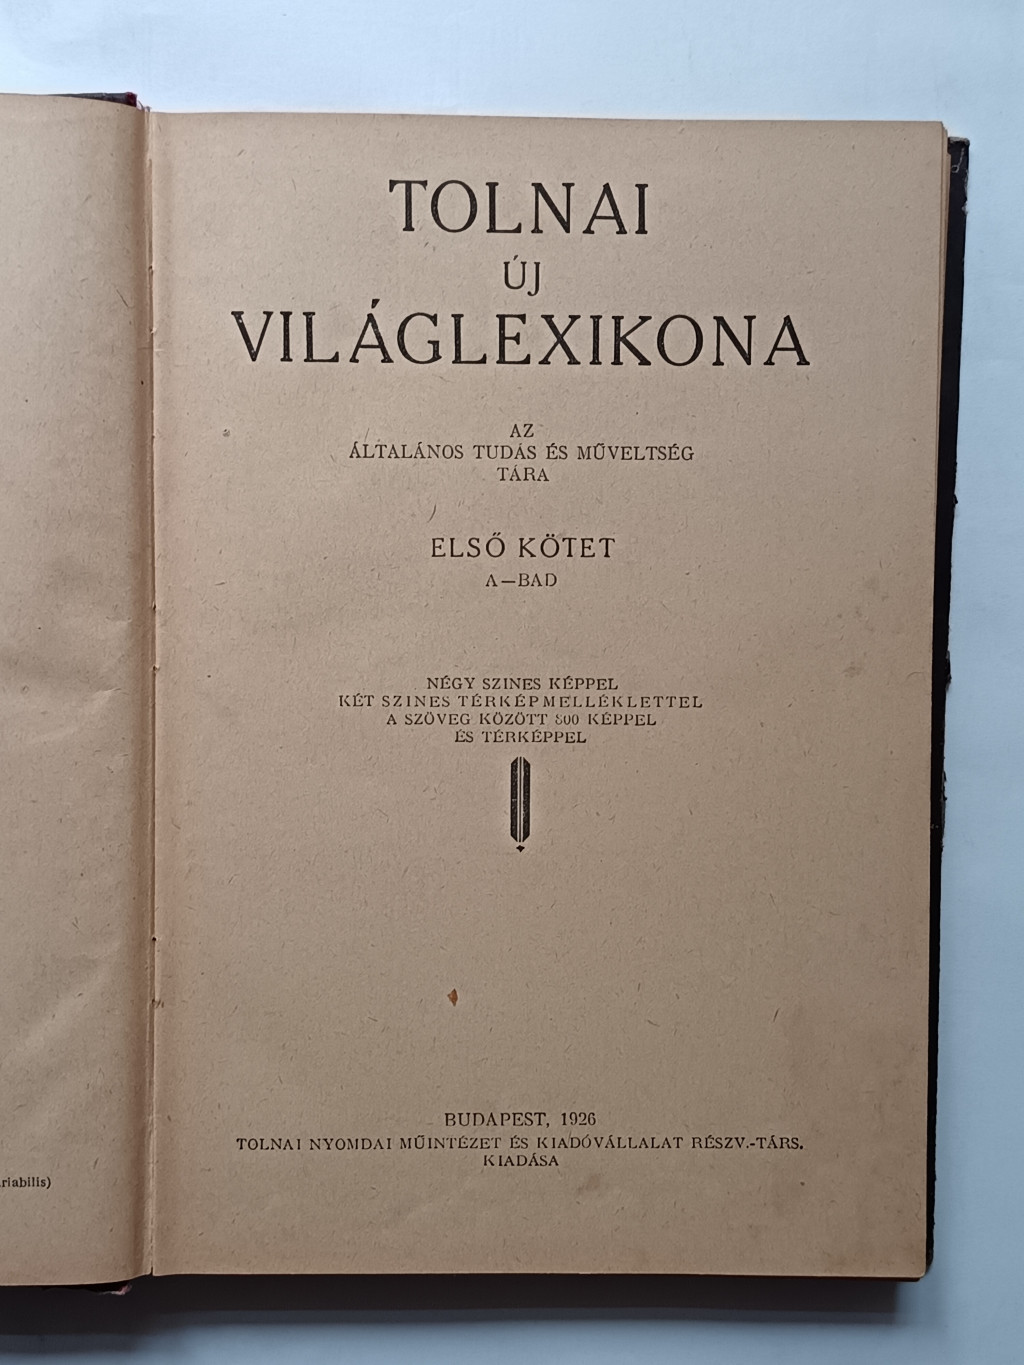 TOLNAI
ÚJ
VILÁGLEXIKONA
AZ
ÁLTALÁNOS TUDÁS ÉS MŰVELTSÉG
TÁRA
ELSŐ KÖTET
A—BAD
NÉGY SZINES KÉPPEL
KÉT SZINES TÉRKÉPMELLÉKLETTEL
A SZÖVEG KÖZÖTT 800 KÉPPEL
ÉS TÉRKÉPPEL
BUDAPEST, 1926
TOLNAI NYOMDAI MŰINTÉZET ÉS KIADÓVÁLLALAT RÉSZV.-TÁRS.
KIADÁSA
riabilis)